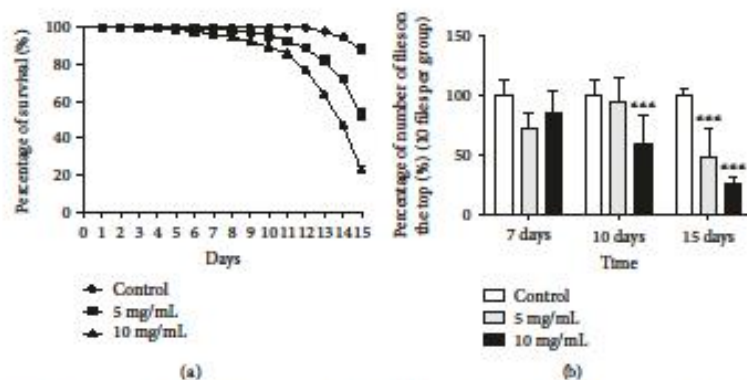 Percentage of survival (%)
100
80
60
40
20
0
0 1 2 3 4 5 6 7 8 9 10 11 12 13 14 15
Days
Control
5 mg/mL
10 mg/mL
(a)
Percentage of number of flies on
the top (%) (10 flies per group)
150
100
50
0
***
***
***
7 days 10 days 15 days
Time
Control
5 mg/mL
10 mg/mL
(b)